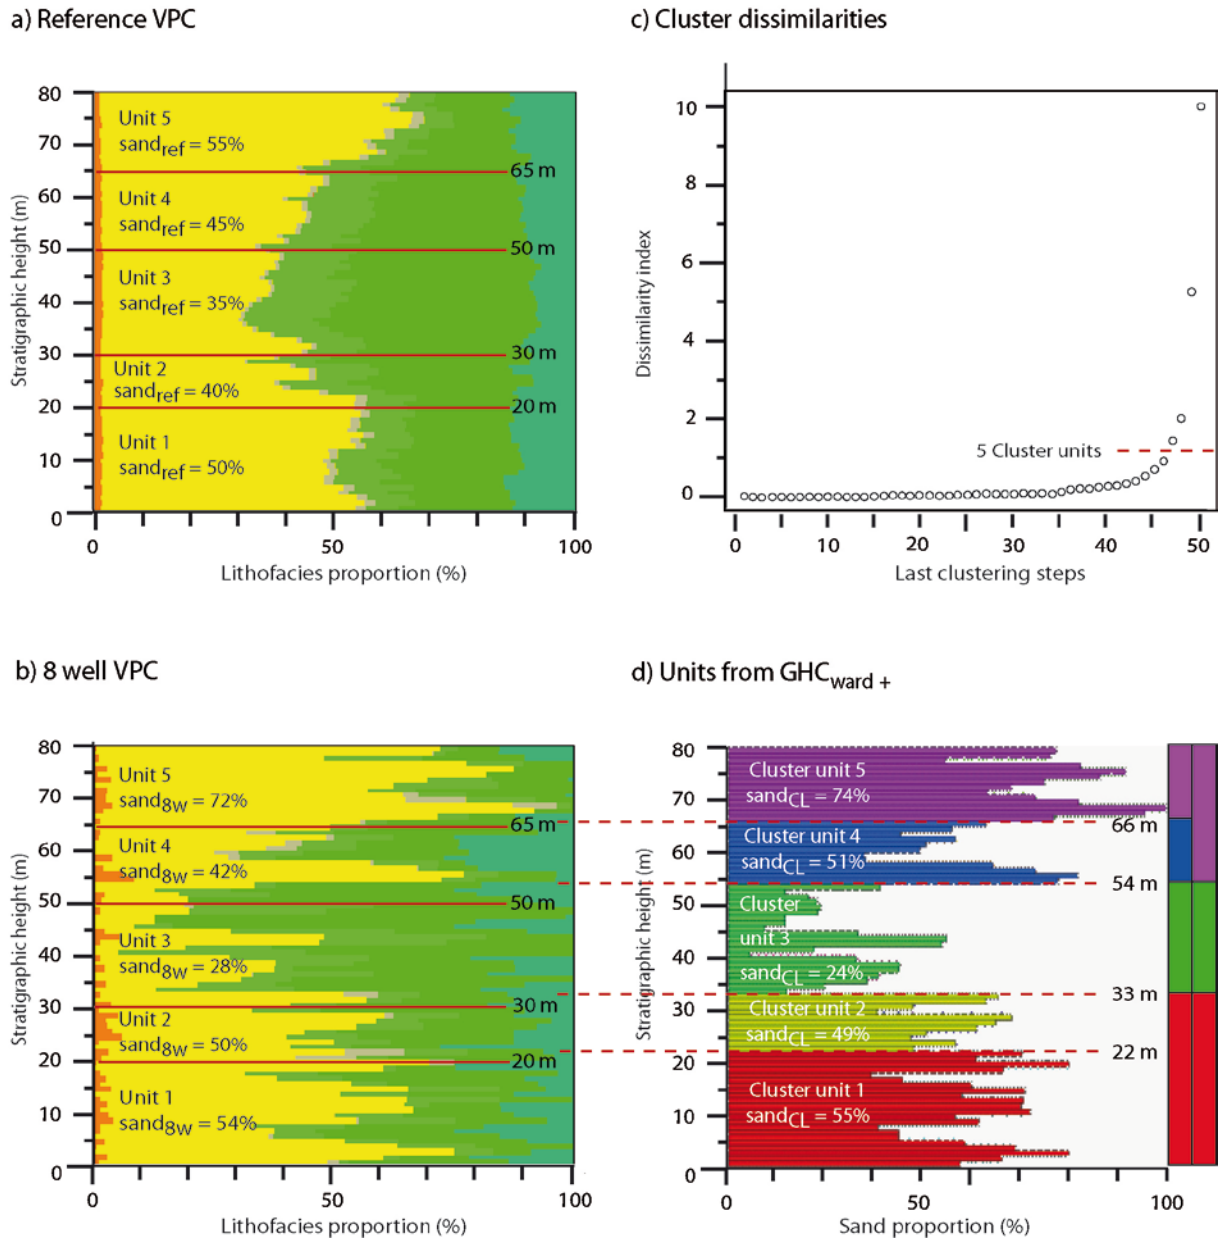 a) Reference VPC
Stratigraphic height (m)
80
70
60
50
40
30
20
10
0
Unit 5
sandref = 55%
65 m
Unit 4
sandref = 45%
50 m
Unit 3
sandref = 35%
30 m
Unit 2
sandref = 40%
20 m
Unit 1
sandref = 50%
0 50 100
Lithofacies proportion (%)
c) Cluster dissimilarities
Dissimilarity index
10
8
6
4
2
0
5 Cluster units
0 10 20 30 40 50
Last clustering steps
b) 8 well VPC
Stratigraphic height (m)
80
70
60
50
40
30
20
10
0
Unit 5
sand8w = 72%
65 m
Unit 4
sand8w = 42%
50 m
Unit 3
sand8w = 28%
30 m
Unit 2
sand8w = 50%
20 m
Unit 1
sand8w = 54%
0 50 100
Lithofacies proportion (%)
d) Units from GHCward +
Stratigraphic height (m)
80
70
60
50
40
30
20
10
0
Cluster unit 5
sandCL = 74%
66 m
Cluster unit 4
sandCL = 51%
54 m
Cluster
unit 3
sandCL = 24%
33 m
Cluster unit 2
sandCL = 49%
22 m
Cluster unit 1
sandCL = 55%
0 50 100
Sand proportion (%)